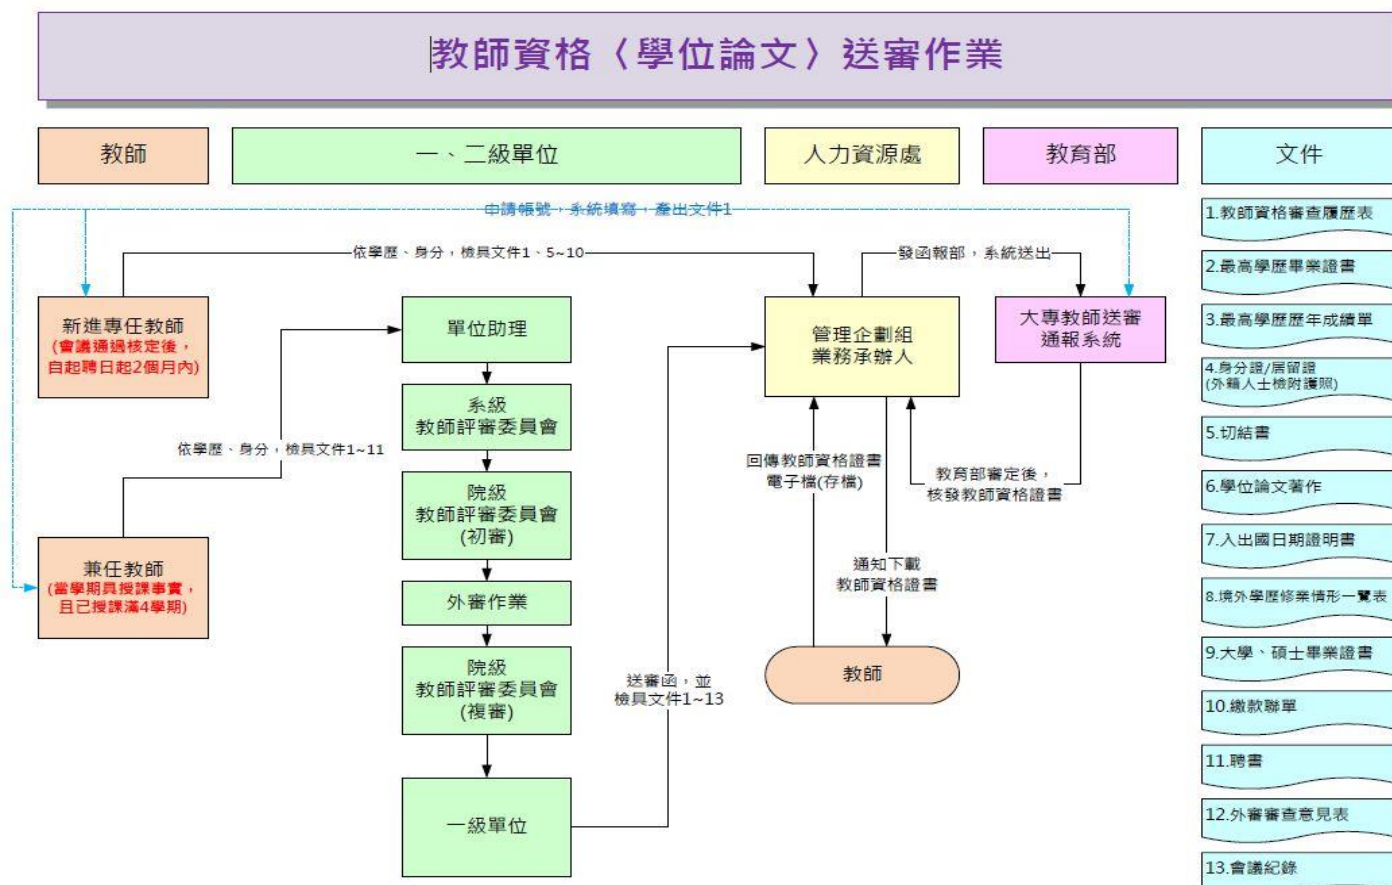 教師資格〈學位論文〉送審作業
教師
一、二級單位
人力資源處
教育部
文件
申請帳號，系統填寫，產出文件1
依學歷、身分，檢具文件1、5~10
發函報部，系統送出
新進專任教師
(會議通過核定後，
自起聘日起2個月內)
單位助理
管理企劃組
業務承辦人
大專教師送審
通報系統
系級
教師評審委員會
依學歷、身分，檢具文件1~11
院級
教師評審委員會
(初審)
回傳教師資格證書
電子檔(存檔)
教育部審定後，
核發教師資格證書
兼任教師
(當學期具授課事實，
且已授課滿4學期)
外審作業
通知下載
教師資格證書
院級
教師評審委員會
(複審)
送審函，並
檢具文件1~13
教師
一級單位
1.教師資格審查履歷表
2.最高學歷畢業證書
3.最高學歷歷年成績單
4.身分證/居留證
(外籍人士檢附護照)
5.切結書
6.學位論文著作
7.入出國日期證明書
8.境外學歷修業情形一覽表
9.大學、碩士畢業證書
10.繳款聯單
11.聘書
12.外審審查意見表
13.會議紀錄